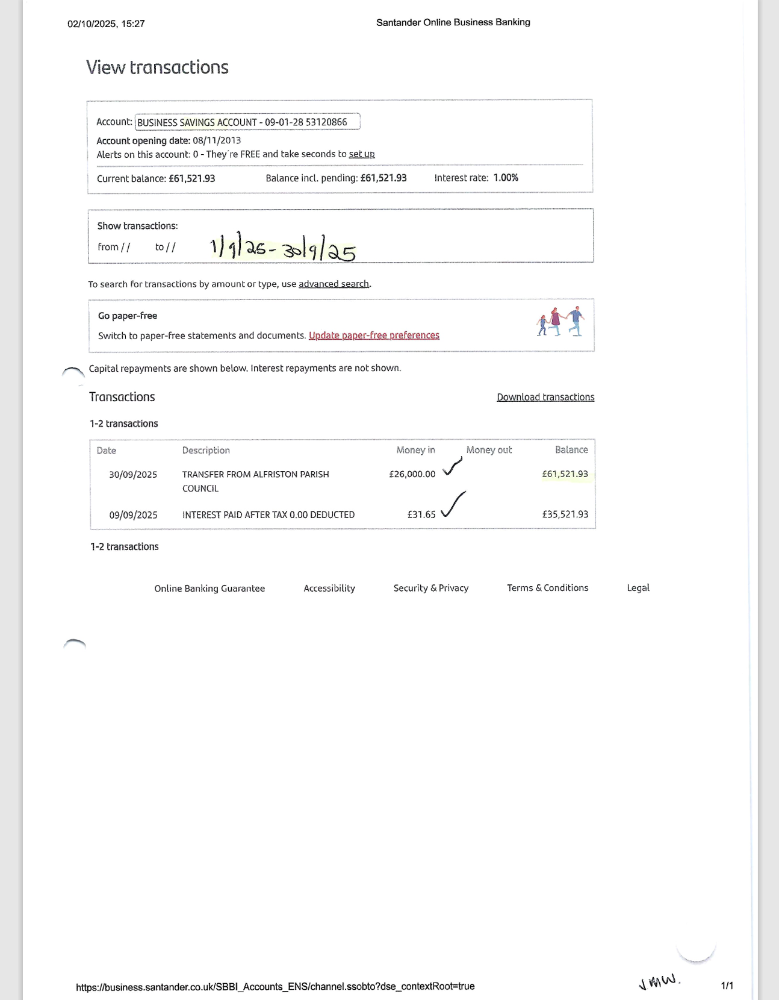 02/10/2025, 15:27 Santander Online Business Banking
View transactions
Account: BUSINESS SAVINGS ACCOUNT - 09-01-28 53120866
Account opening date: 08/11/2013
Alerts on this account: 0 - They're FREE and take seconds to set up
Current balance: £61,521.93 Balance incl. pending: £61,521.93 Interest rate: 1.00%
Show transactions:
from / / to / / 1/9/25 - 30/9/25
To search for transactions by amount or type, use advanced search.
Go paper-free
Switch to paper-free statements and documents. Update paper-free preferences
Capital repayments are shown below. Interest repayments are not shown.
Transactions Download transactions
1-2 transactions
Date Description Money in Money out Balance
30/09/2025 TRANSFER FROM ALFRISTON PARISH £26,000.00 £61,521.93
COUNCIL
09/09/2025 INTEREST PAID AFTER TAX 0.00 DEDUCTED £31.65 £35,521.93
1-2 transactions
Online Banking Guarantee Accessibility Security & Privacy Terms & Conditions Legal
JMW.
https://business.santander.co.uk/SBBI_Accounts_ENS/channel.ssobto?dse_contextRoot=true 1/1